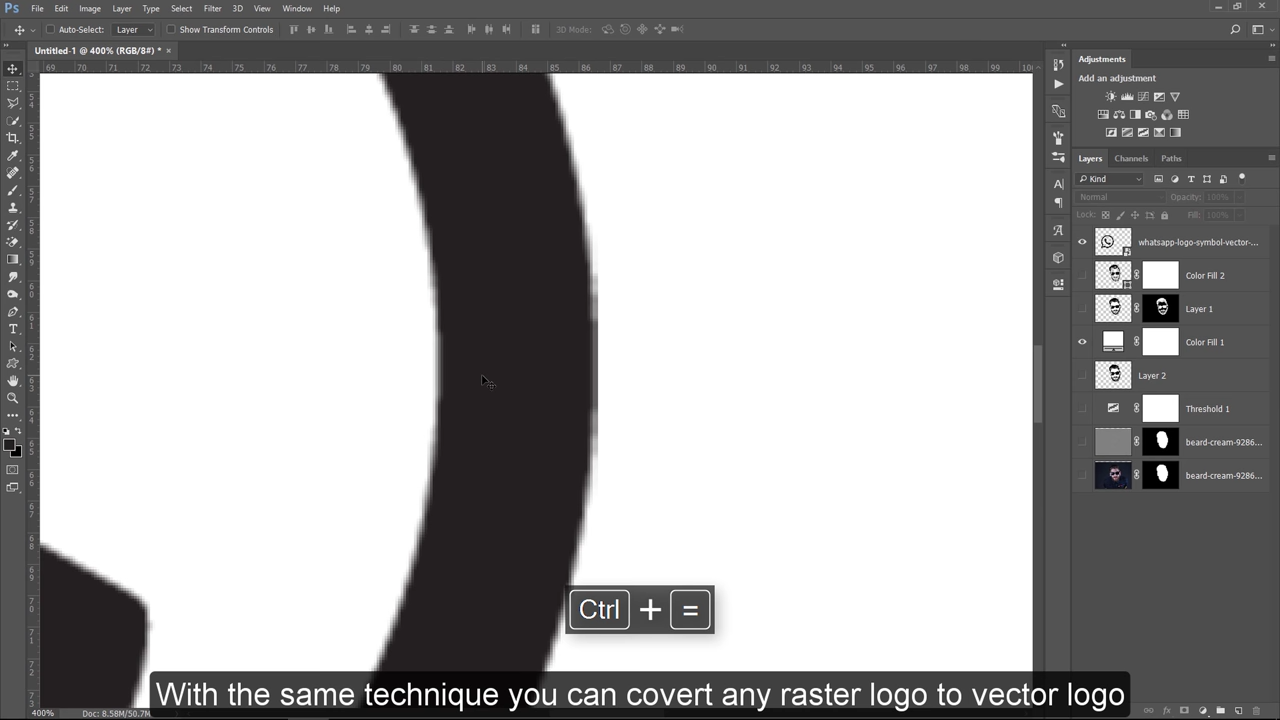 Ps File Edit Image Layer Type Select Filter 3D View Window Help
Auto-Select: Layer Show Transform Controls 3D Mode:
Untitled-1 @ 400% (RGB/8#) * ×
69 70 71 72 73 74 75 76 77 78 79 80 81 82 83 84 85 86 87 88 89 90 91 92 93 94 95 96 97 98 99
Adjustments
Add an adjustment
Layers Channels Paths
Kind
Normal Opacity: 100%
Lock: Fill: 100%
whatsapp-logo-symbol-vector-...
Color Fill 2
Layer 1
Color Fill 1
Layer 2
Threshold 1
beard-cream-9286...
beard-cream-9286...
Ctrl + =
With the same technique you can covert any raster logo to vector logo
400% Doc: 8.58M/50.7M